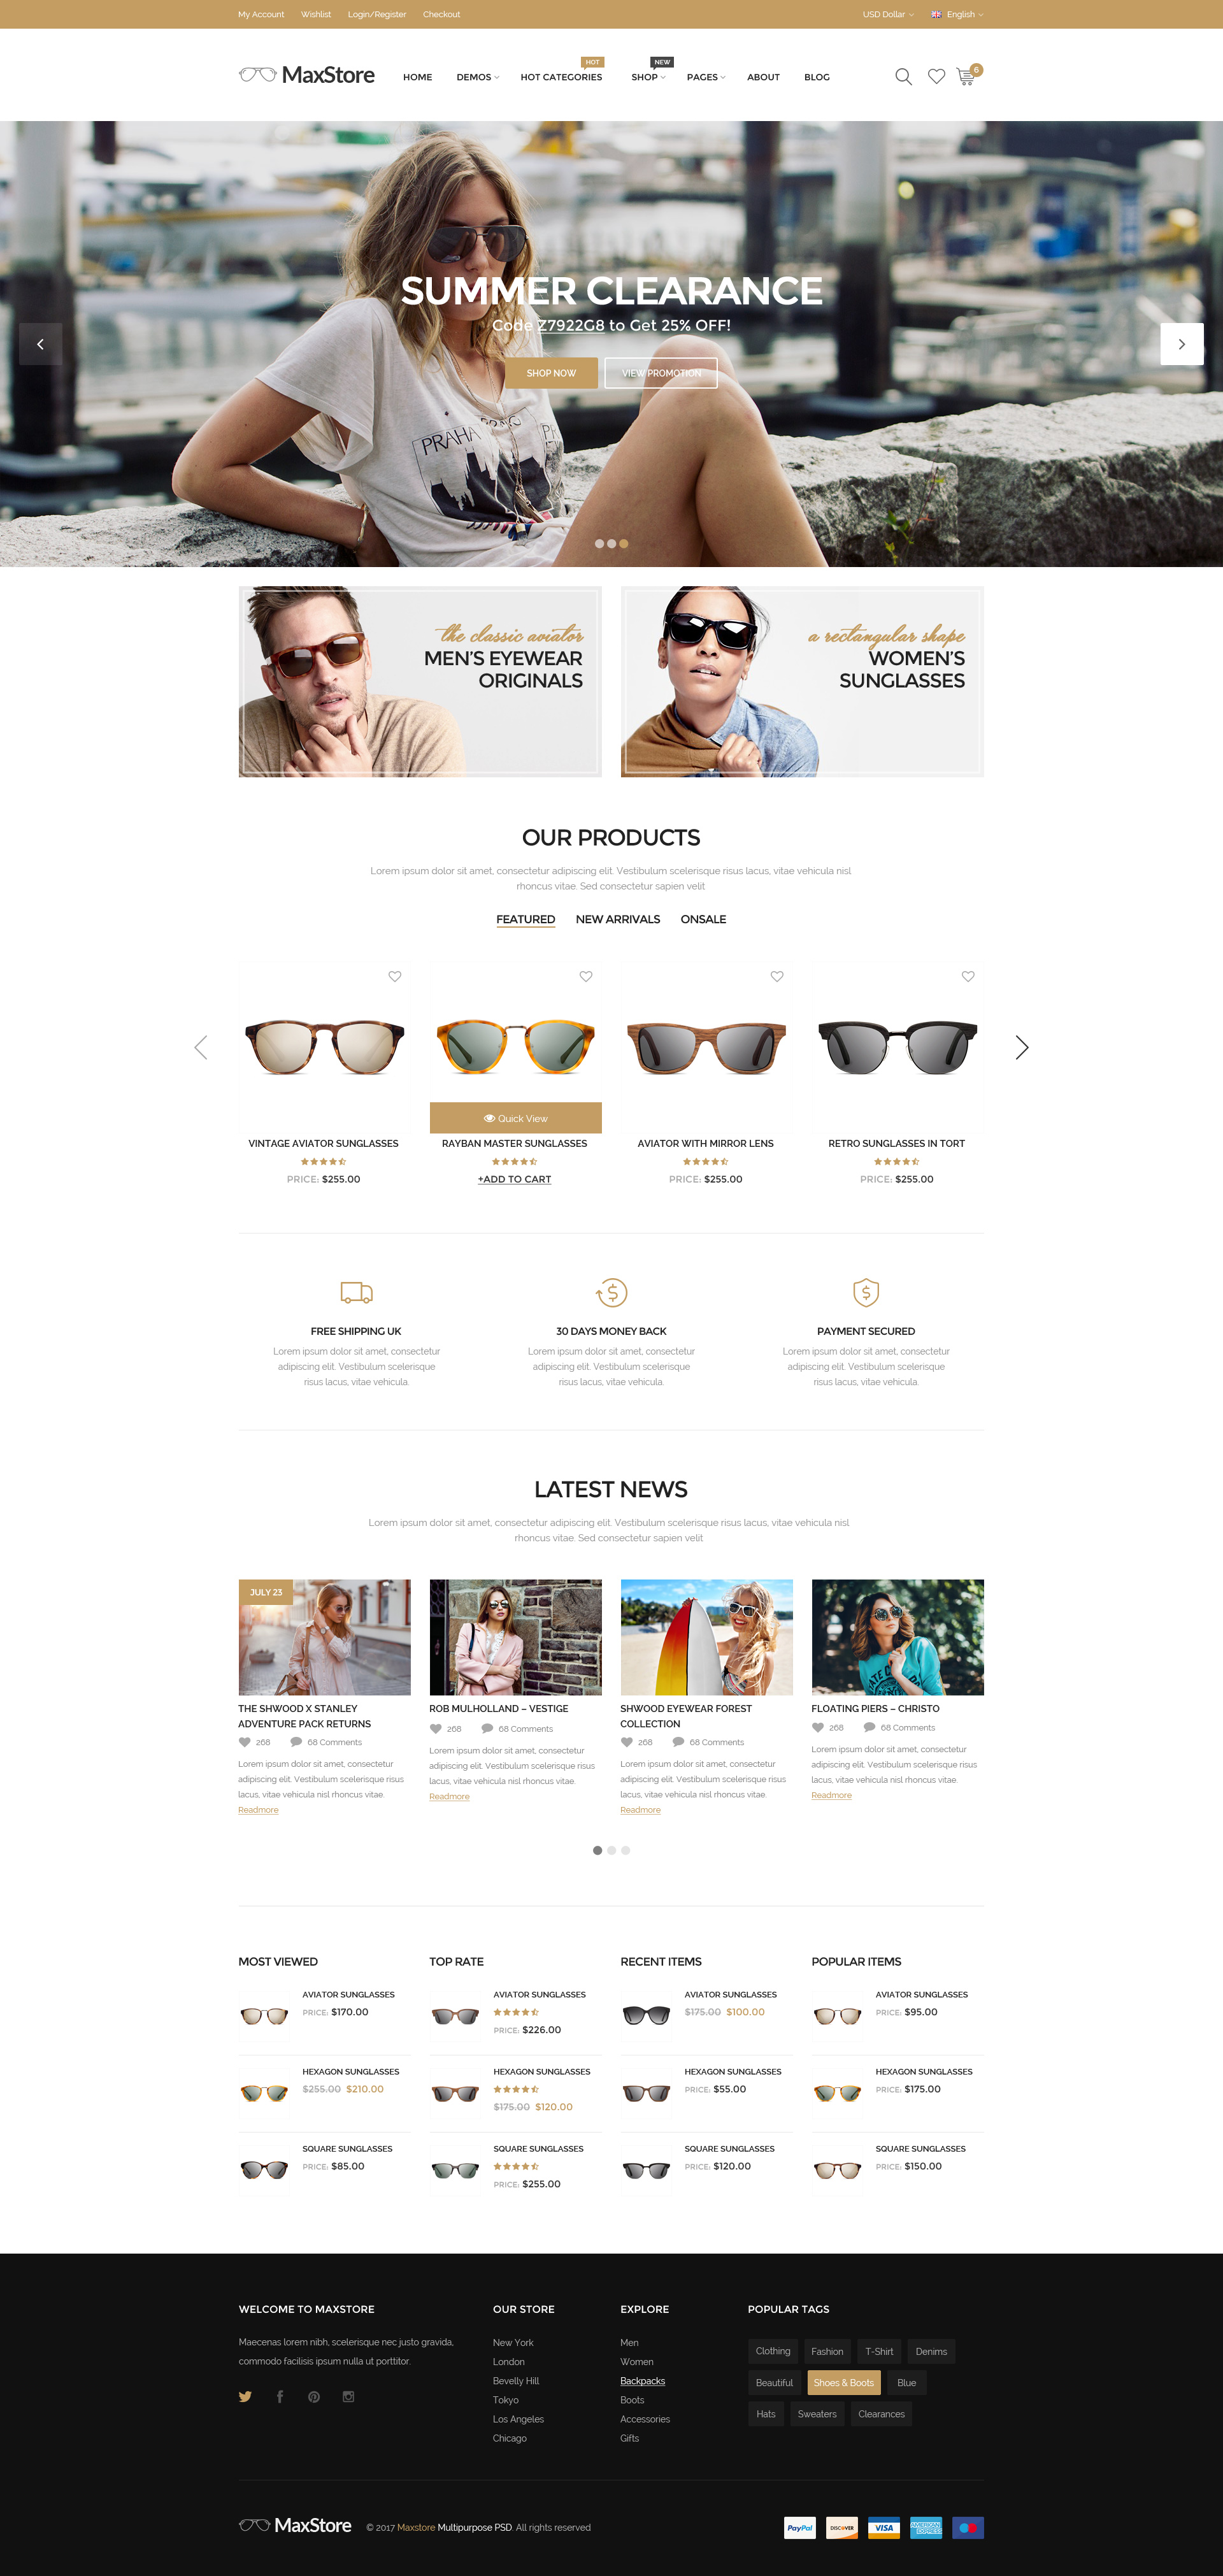 My Account Wishlist Login/Register Checkout USD Dollar English
MaxStore HOME DEMOS HOT CATEGORIES HOT SHOP NEW PAGES ABOUT BLOG 6
SUMMER CLEARANCE
Code Z7922G8 to Get 25% OFF!
SHOP NOW VIEW PROMOTION
PRAHA
the classic aviator
MEN'S EYEWEAR
ORIGINALS
a rectangular shape
WOMEN'S
SUNGLASSES
OUR PRODUCTS
Lorem ipsum dolor sit amet, consectetur adipiscing elit. Vestibulum scelerisque risus lacus, vitae vehicula nisl
rhoncus vitae. Sed consectetur sapien velit
FEATURED NEW ARRIVALS ONSALE
Quick View
VINTAGE AVIATOR SUNGLASSES
PRICE: $255.00
RAYBAN MASTER SUNGLASSES
+ADD TO CART
AVIATOR WITH MIRROR LENS
PRICE: $255.00
RETRO SUNGLASSES IN TORT
PRICE: $255.00
FREE SHIPPING UK
Lorem ipsum dolor sit amet, consectetur
adipiscing elit. Vestibulum scelerisque
risus lacus, vitae vehicula.
30 DAYS MONEY BACK
Lorem ipsum dolor sit amet, consectetur
adipiscing elit. Vestibulum scelerisque
risus lacus, vitae vehicula.
PAYMENT SECURED
Lorem ipsum dolor sit amet, consectetur
adipiscing elit. Vestibulum scelerisque
risus lacus, vitae vehicula.
LATEST NEWS
Lorem ipsum dolor sit amet, consectetur adipiscing elit. Vestibulum scelerisque risus lacus, vitae vehicula nisl
rhoncus vitae. Sed consectetur sapien velit
JULY 23
THE SHWOOD X STANLEY
ADVENTURE PACK RETURNS
268 68 Comments
Lorem ipsum dolor sit amet, consectetur
adipiscing elit. Vestibulum scelerisque risus
lacus, vitae vehicula nisl rhoncus vitae.
Readmore
ROB MULHOLLAND – VESTIGE
268 68 Comments
Lorem ipsum dolor sit amet, consectetur
adipiscing elit. Vestibulum scelerisque risus
lacus, vitae vehicula nisl rhoncus vitae.
Readmore
SHWOOD EYEWEAR FOREST
COLLECTION
268 68 Comments
Lorem ipsum dolor sit amet, consectetur
adipiscing elit. Vestibulum scelerisque risus
lacus, vitae vehicula nisl rhoncus vitae.
Readmore
FLOATING PIERS – CHRISTO
268 68 Comments
Lorem ipsum dolor sit amet, consectetur
adipiscing elit. Vestibulum scelerisque risus
lacus, vitae vehicula nisl rhoncus vitae.
Readmore
MOST VIEWED
AVIATOR SUNGLASSES
PRICE: $170.00
HEXAGON SUNGLASSES
$255.00 $210.00
SQUARE SUNGLASSES
PRICE: $85.00
TOP RATE
AVIATOR SUNGLASSES
PRICE: $226.00
HEXAGON SUNGLASSES
$175.00 $120.00
SQUARE SUNGLASSES
PRICE: $255.00
RECENT ITEMS
AVIATOR SUNGLASSES
$175.00 $100.00
HEXAGON SUNGLASSES
PRICE: $55.00
SQUARE SUNGLASSES
PRICE: $120.00
POPULAR ITEMS
AVIATOR SUNGLASSES
PRICE: $95.00
HEXAGON SUNGLASSES
PRICE: $175.00
SQUARE SUNGLASSES
PRICE: $150.00
WELCOME TO MAXSTORE
Maecenas lorem nibh, scelerisque nec justo gravida,
commodo facilisis ipsum nulla ut porttitor.
OUR STORE
New York
London
Bevelly Hill
Tokyo
Los Angeles
Chicago
EXPLORE
Men
Women
Backpacks
Boots
Accessories
Gifts
POPULAR TAGS
Clothing Fashion T-Shirt Denims
Beautiful Shoes & Boots Blue
Hats Sweaters Clearances
MaxStore © 2017 Maxstore Multipurpose PSD. All rights reserved
PayPal DISCOVER VISA AMERICAN EXPRESS